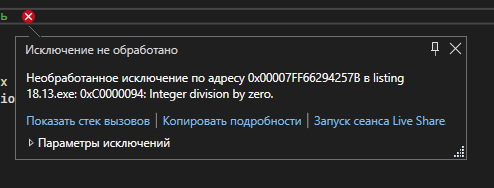 ь
Исключение не обработано
Необработанное исключение по адресу 0x00007FF66294257B в listing
18.13.exe: 0xC0000094: Integer division by zero.
x
io
Показать стек вызовов | Копировать подробности | Запуск сеанса Live Share
Параметры исключений